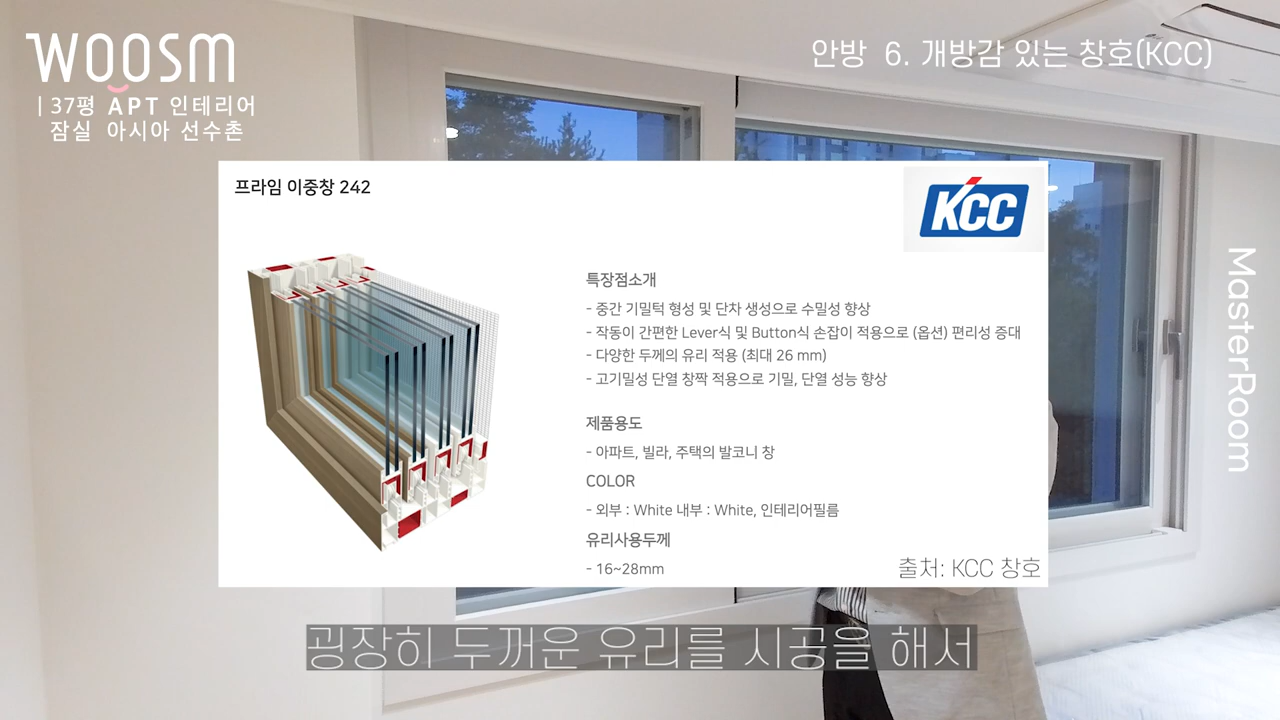 WOOSM
| 37평 APT 인테리어
잠실 아시아 선수촌
안방 6. 개방감 있는 창호(KCC)
프라임 이중창 242
KCC
특장점소개
- 중간 기밀턱 형성 및 단차 생성으로 수밀성 향상
- 작동이 간편한 Lever식 및 Button식 손잡이 적용으로 (옵션) 편리성 증대
- 다양한 두께의 유리 적용 (최대 26 mm)
- 고기밀성 단열 창짝 적용으로 기밀, 단열 성능 향상
제품용도
- 아파트, 빌라, 주택의 발코니 창
COLOR
- 외부 : White 내부 : White, 인테리어필름
유리사용두께
- 16~28mm
출처: KCC 창호
MasterRoom
굉장히 두꺼운 유리를 시공을 해서